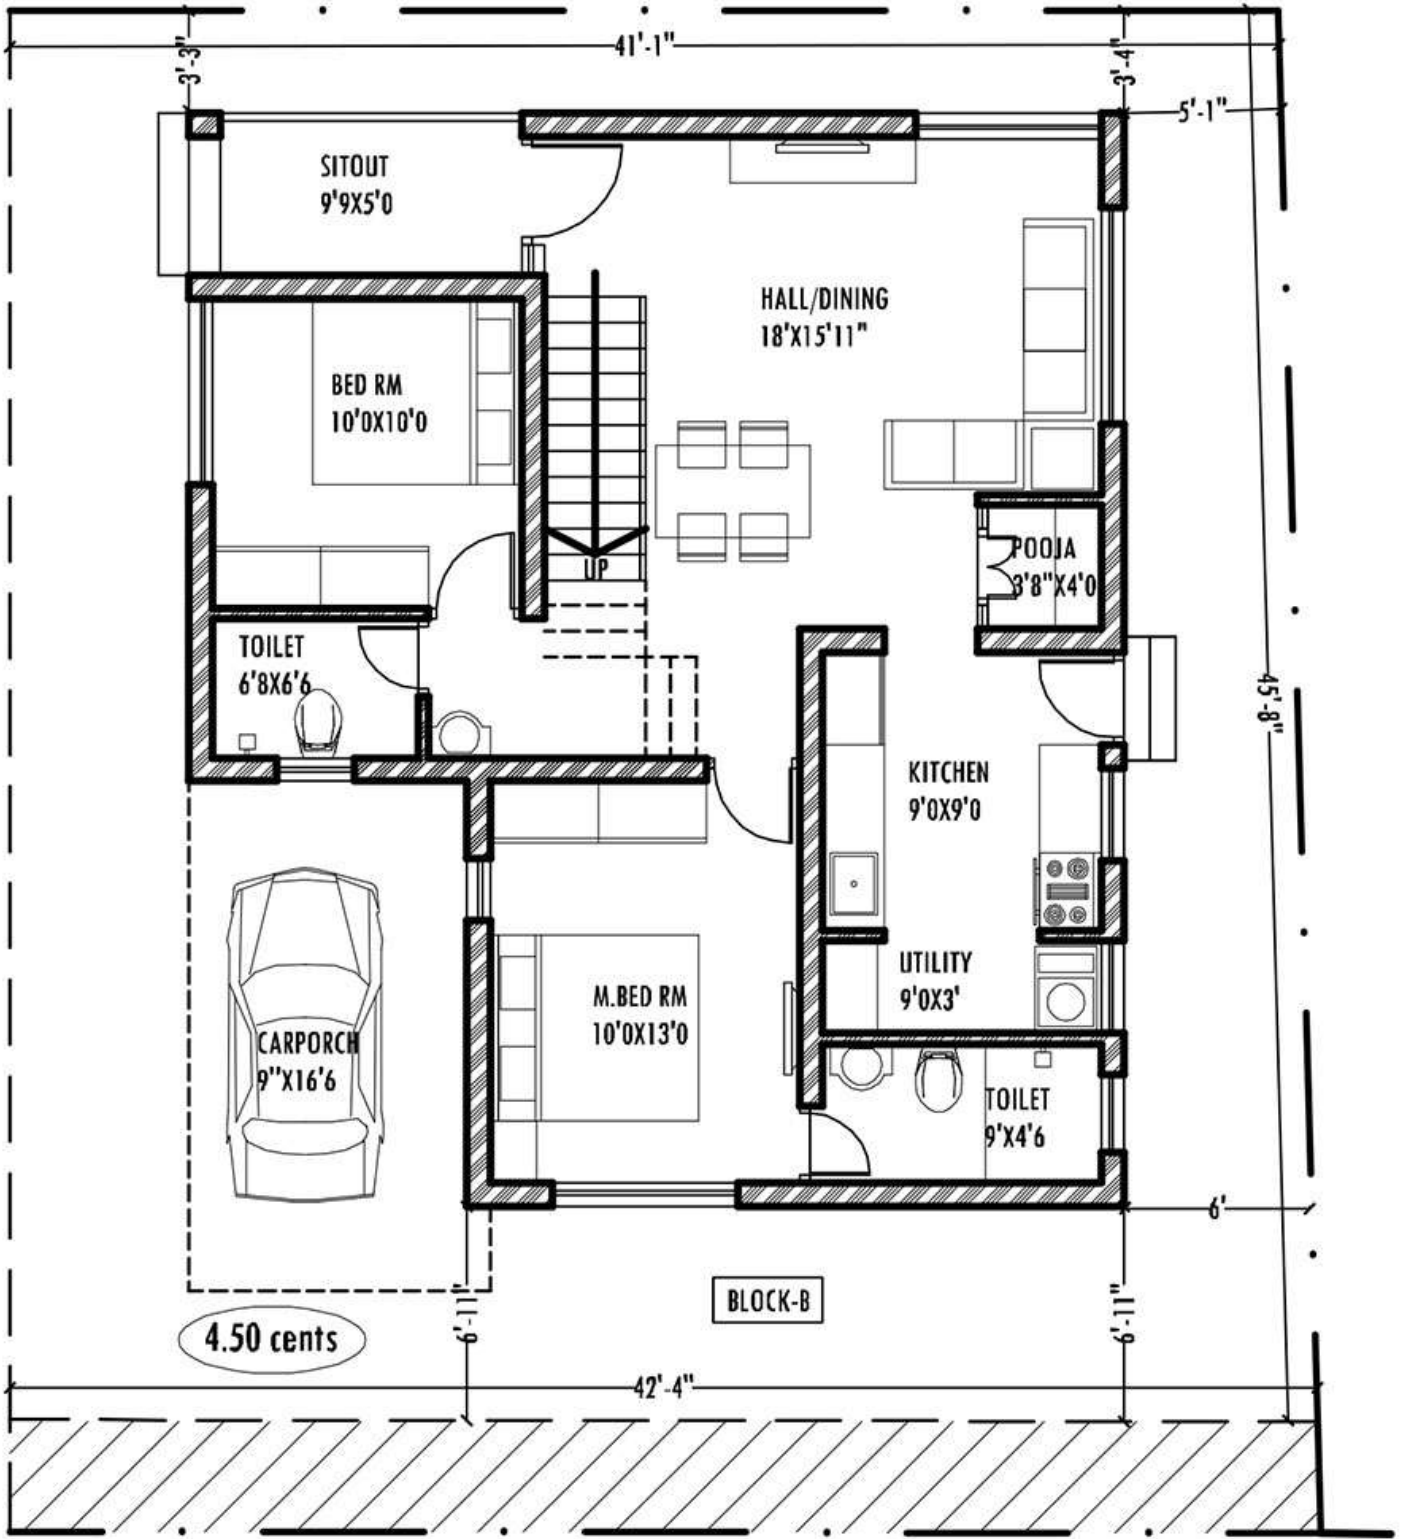 41'-1"
3'-3"
3'-4"
5'-1"
SITOUT
9'9X5'0
HALL/DINING
18'X15'11"
BED RM
10'0X10'0
UP
POOJA
3'8"X4'0
TOILET
6'8X6'6
45'-8"
KITCHEN
9'0X9'0
UTILITY
9'0X3'
M.BED RM
10'0X13'0
CARPORCH
9''X16'6
TOILET
9'X4'6
6'
BLOCK-B
6'-11"
6'-11"
4.50 cents
42'-4"